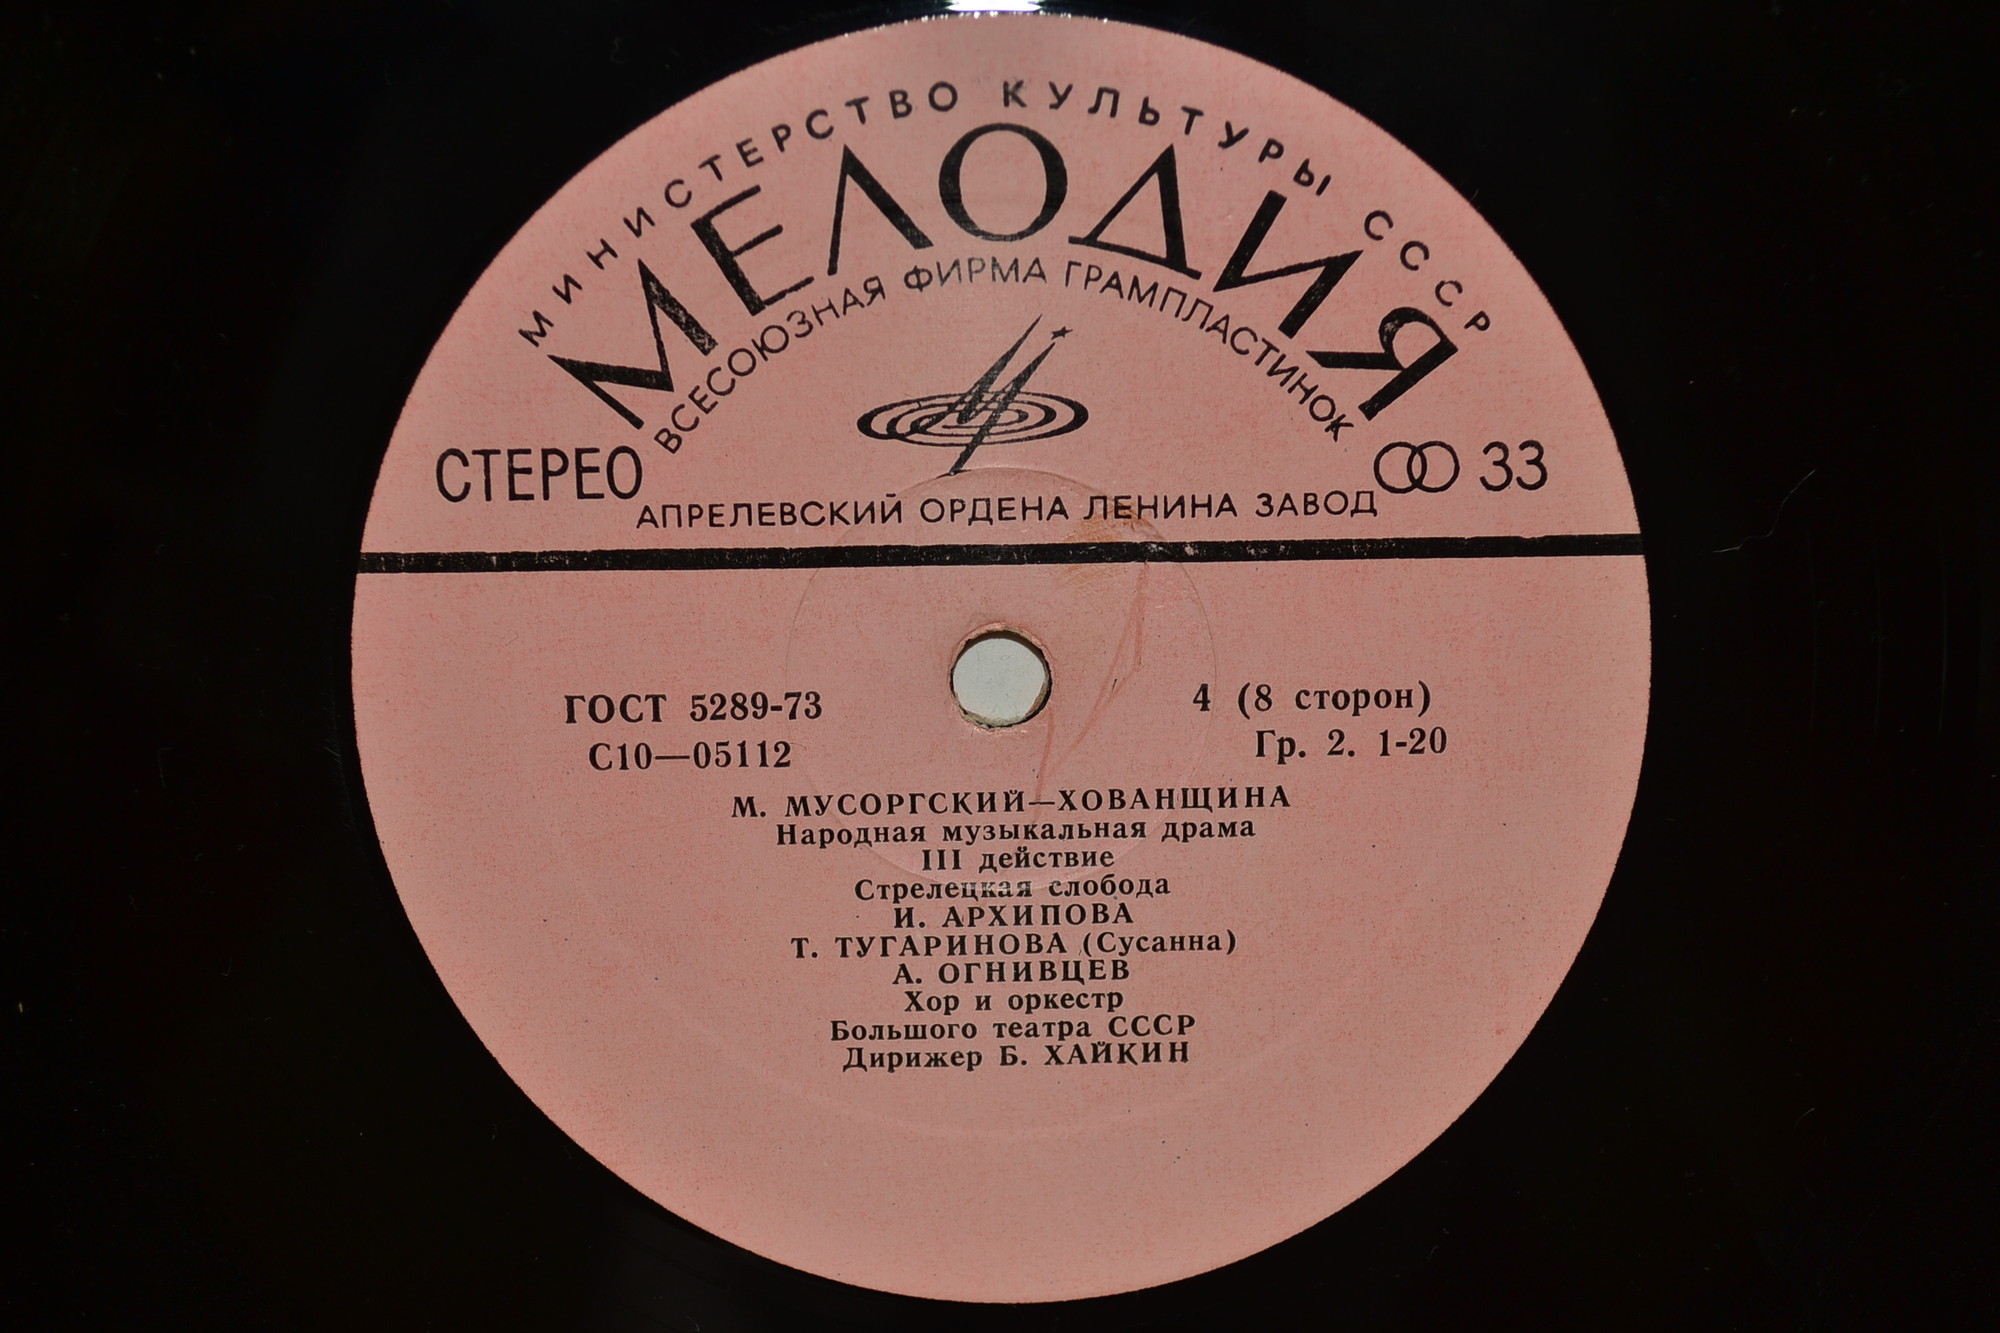 МИНИСТЕРСТВО КУЛЬТУРЫ СССР
МЕЛОДИЯ
ВСЕСОЮЗНАЯ ФИРМА ГРАМПЛАСТИНОК
СТЕРЕО
33
АПРЕЛЕВСКИЙ ОРДЕНА ЛЕНИНА ЗАВОД
ГОСТ 5289-73
4 (8 сторон)
С10—05112
Гр. 2. 1-20
М. МУСОРГСКИЙ—ХОВАНЩИНА
Народная музыкальная драма
III действие
Стрелецкая слобода
И. АРХИПОВА
Т. ТУГАРИНОВА (Сусанна)
А. ОГНИВЦЕВ
Хор и оркестр
Большого театра СССР
Дирижер Б. ХАЙКИН